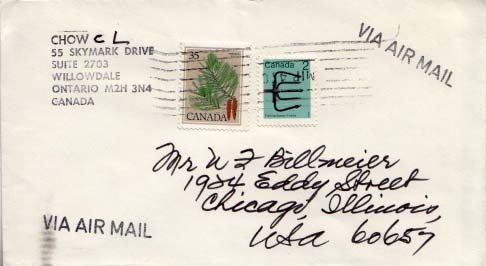 CHOW C L
55 SKYMARK DRIVE
SUITE 2703
WILLOWDALE
ONTARIO M2H 3N4
CANADA
35
CANADA
Canada
2
VIA AIR MAIL
Mr W F Billmeier
1924 Eddy Street
Chicago, Illinois,
USA 60657
VIA AIR MAIL